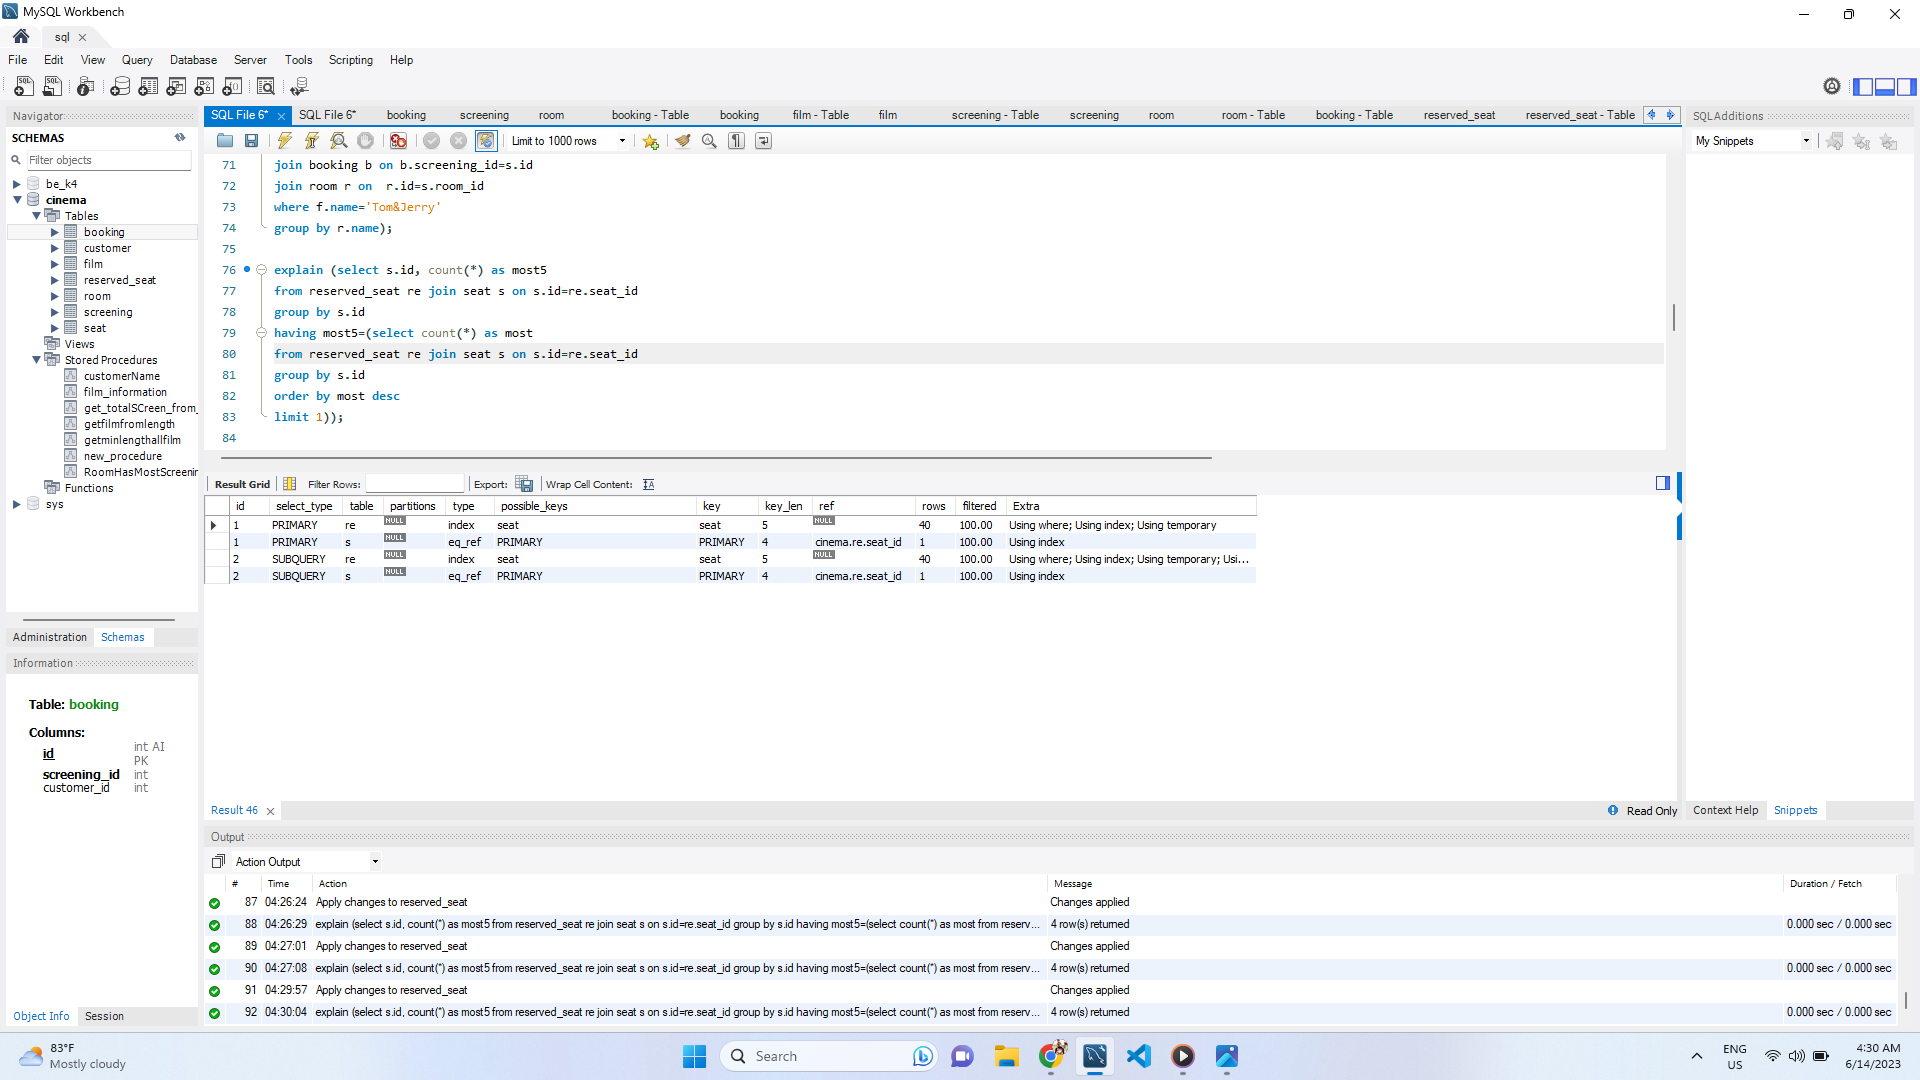 MySQL Workbench
sql
File Edit View Query Database Server Tools Scripting Help
Navigator
SCHEMAS
Filter objects
be_k4
cinema
Tables
booking
customer
film
reserved_seat
room
screening
seat
Views
Stored Procedures
customerName
film_information
get_totalSCreen_from_
getfilmfromlength
getminlengthallfilm
new_procedure
RoomHasMostScreenin
Functions
sys
Administration Schemas
Information
Table: booking
Columns:
id int AI PK
screening_id int
customer_id int
Object Info Session
SQL File 6* SQL File 6* booking screening room booking - Table booking film - Table film screening - Table screening room room - Table booking - Table reserved_seat reserved_seat - Table
Limit to 1000 rows
71 join booking b on b.screening_id=s.id
72 join room r on  r.id=s.room_id
73 where f.name='Tom&Jerry'
74 group by r.name);
75
76 explain (select s.id, count(*) as most5
77 from reserved_seat re join seat s on s.id=re.seat_id
78 group by s.id
79 having most5=(select count(*) as most
80 from reserved_seat re join seat s on s.id=re.seat_id
81 group by s.id
82 order by most desc
83 limit 1));
84
Result Grid Filter Rows: Export: Wrap Cell Content:
id select_type table partitions type possible_keys key key_len ref rows filtered Extra
1 PRIMARY re NULL index seat seat 5 NULL 40 100.00 Using where; Using index; Using temporary
1 PRIMARY s NULL eq_ref PRIMARY PRIMARY 4 cinema.re.seat_id 1 100.00 Using index
2 SUBQUERY re NULL index seat seat 5 NULL 40 100.00 Using where; Using index; Using temporary; Usi...
2 SUBQUERY s NULL eq_ref PRIMARY PRIMARY 4 cinema.re.seat_id 1 100.00 Using index
Result 46
Read Only
SQLAdditions
My Snippets
Context Help Snippets
Output
Action Output
# Time Action Message Duration / Fetch
87 04:26:24 Apply changes to reserved_seat Changes applied
88 04:26:29 explain (select s.id, count(*) as most5 from reserved_seat re join seat s on s.id=re.seat_id group by s.id having most5=(select count(*) as most from reserv... 4 row(s) returned 0.000 sec / 0.000 sec
89 04:27:01 Apply changes to reserved_seat Changes applied
90 04:27:08 explain (select s.id, count(*) as most5 from reserved_seat re join seat s on s.id=re.seat_id group by s.id having most5=(select count(*) as most from reserv... 4 row(s) returned 0.000 sec / 0.000 sec
91 04:29:57 Apply changes to reserved_seat Changes applied
92 04:30:04 explain (select s.id, count(*) as most5 from reserved_seat re join seat s on s.id=re.seat_id group by s.id having most5=(select count(*) as most from reserv... 4 row(s) returned 0.000 sec / 0.000 sec
83°F
Mostly cloudy
Search
ENG
US
4:30 AM
6/14/2023